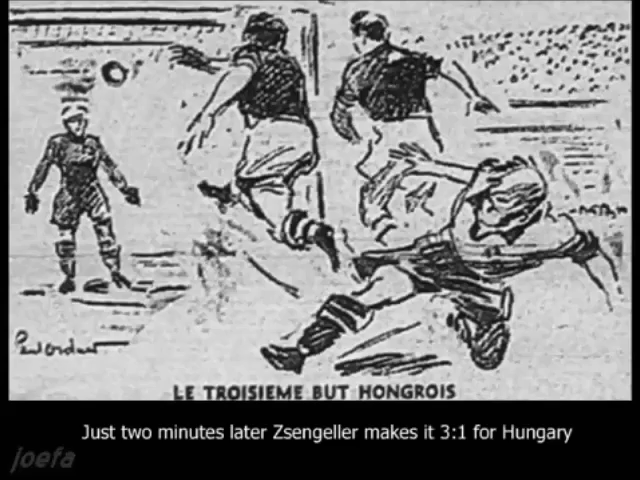 LE TROISIEME BUT HONGROIS
Just two minutes later Zsengeller makes it 3:1 for Hungary
joefa